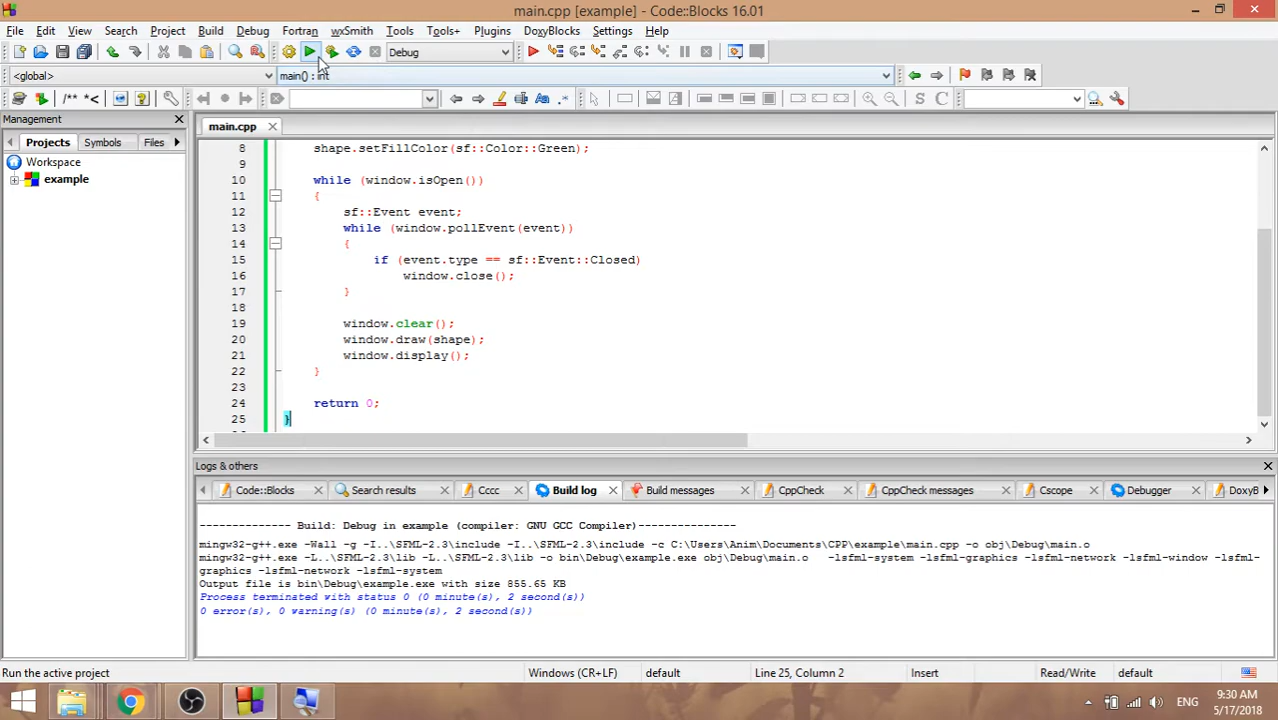 main.cpp [example] - Code::Blocks 16.01
File Edit View Search Project Build Debug Fortran wxSmith Tools Tools+ Plugins DoxyBlocks Settings Help
Debug
<global> main() : int
/** *< Aa .* S C
Management main.cpp
Projects Symbols Files
Workspace
example
8 shape.setFillColor(sf::Color::Green);
9
10 while (window.isOpen())
11 {
12 sf::Event event;
13 while (window.pollEvent(event))
14 {
15 if (event.type == sf::Event::Closed)
16 window.close();
17 }
18
19 window.clear();
20 window.draw(shape);
21 window.display();
22 }
23
24 return 0;
25 }
Logs & others
Code::Blocks Search results Cccc Build log Build messages CppCheck CppCheck messages Cscope Debugger DoxyB
-------------- Build: Debug in example (compiler: GNU GCC Compiler)---------------
mingw32-g++.exe -Wall -g -I..\SFML-2.3\include -I..\SFML-2.3\include -c C:\Users\Anim\Documents\CPP\example\main.cpp -o obj\Debug\main.o
mingw32-g++.exe -L..\SFML-2.3\lib -L..\SFML-2.3\lib -o bin\Debug\example.exe obj\Debug\main.o -lsfml-system -lsfml-graphics -lsfml-network -lsfml-window -lsfml-
graphics -lsfml-network -lsfml-system
Output file is bin\Debug\example.exe with size 855.65 KB
Process terminated with status 0 (0 minute(s), 2 second(s))
0 error(s), 0 warning(s) (0 minute(s), 2 second(s))
Run the active project Windows (CR+LF) default Line 25, Column 2 Insert Read/Write default
ENG 9:30 AM
5/17/2018